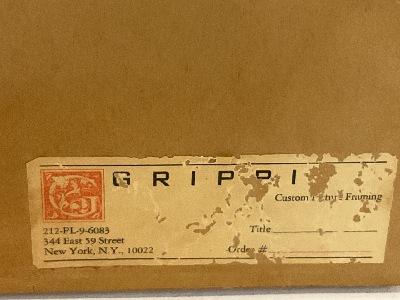 GRIPPI
Custom Picture Framing
212-PL-9-6083
344 East 59 Street
New York, N.Y., 10022
Title
Order #